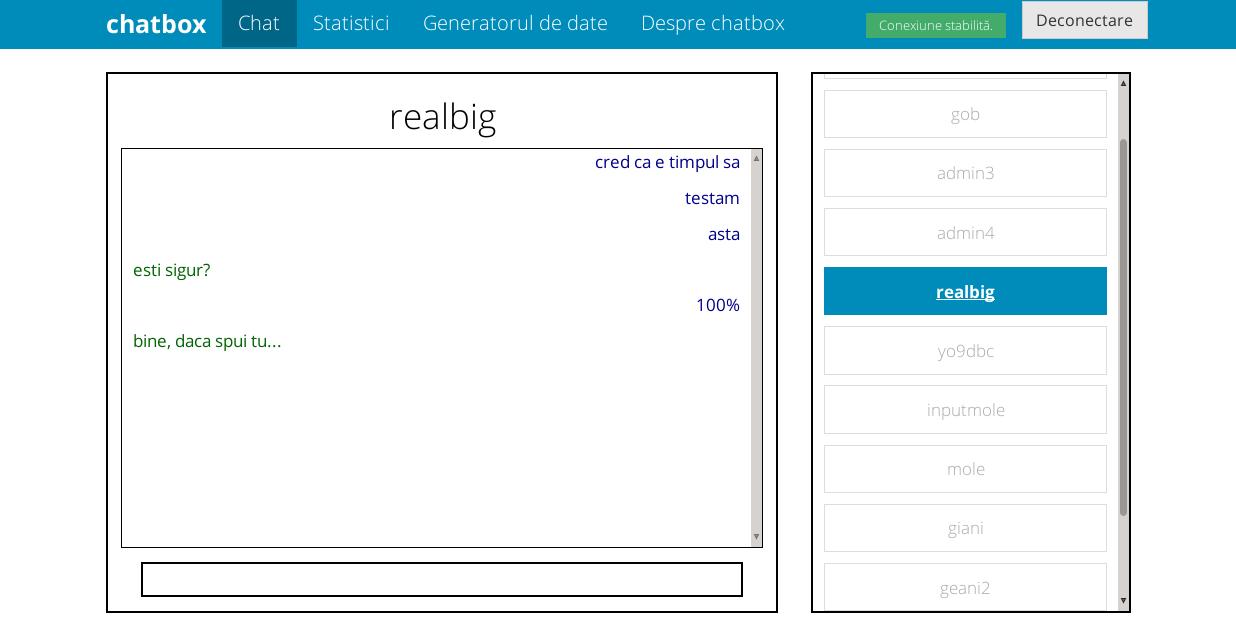 chatbox Chat Statistici Generatorul de date Despre chatbox Conexiune stabilită. Deconectare
realbig
cred ca e timpul sa
testam
asta
esti sigur?
100%
bine, daca spui tu...
gob
admin3
admin4
realbig
yo9dbc
inputmole
mole
giani
geani2